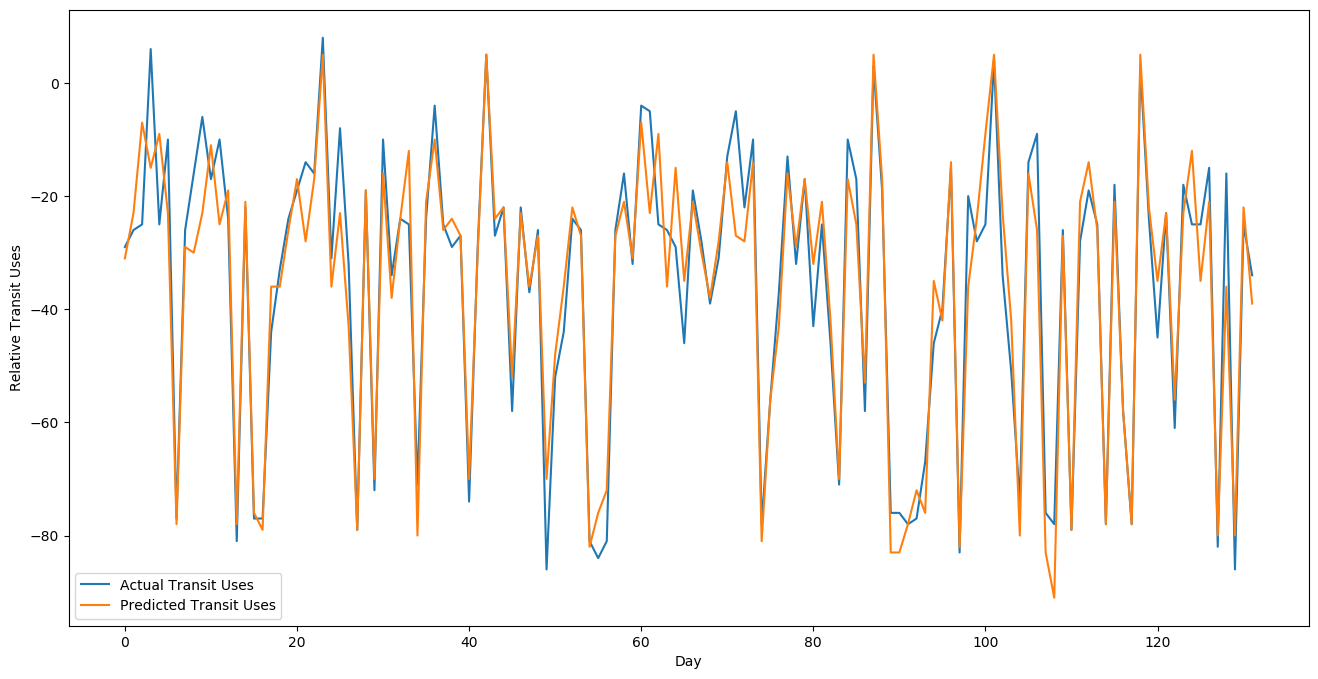 0
−20
−40
−60
−80
Relative Transit Uses
Actual Transit Uses
Predicted Transit Uses
0 20 40 60 80 100 120
Day